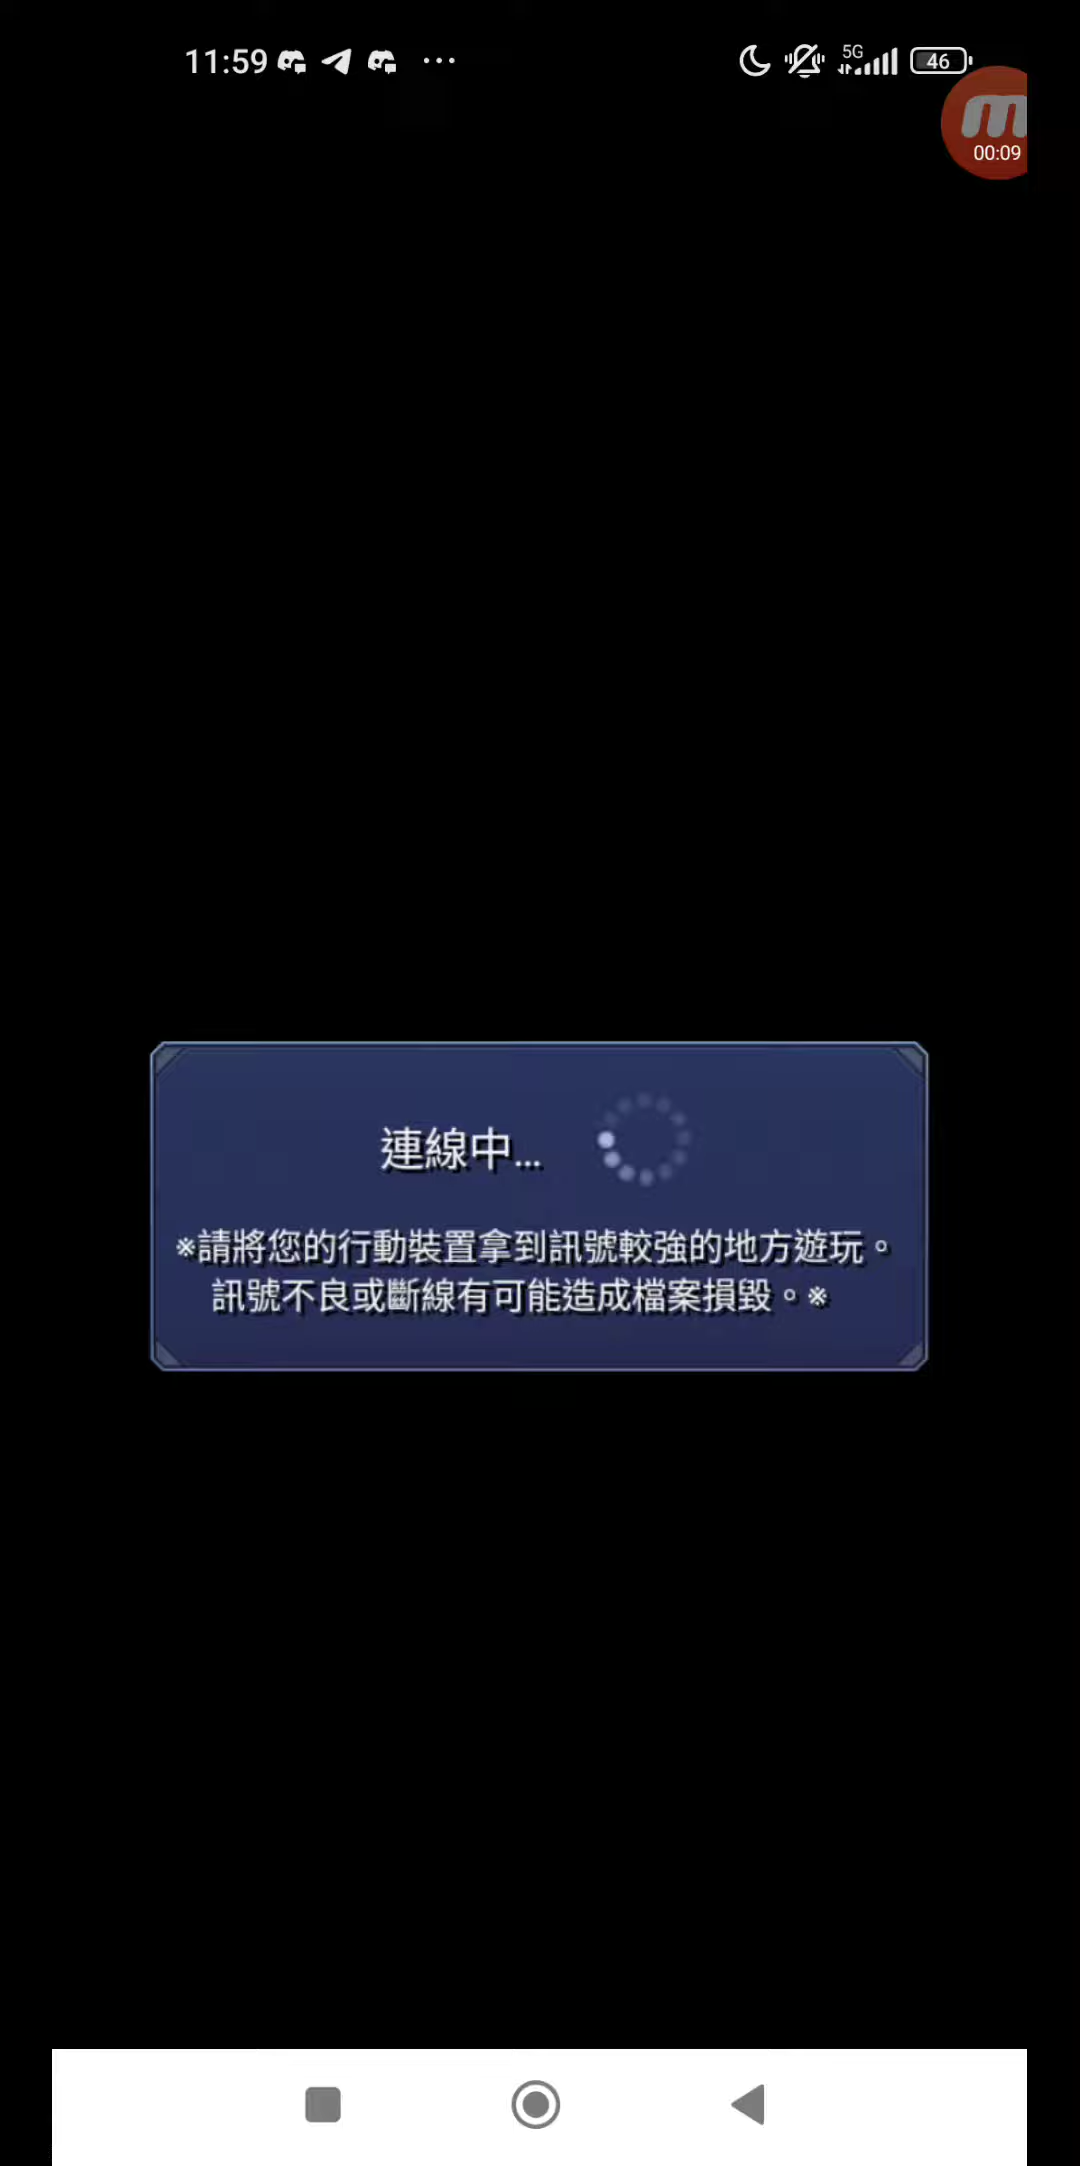 11:59
5G
46
m
00:09
連線中...
※請將您的行動裝置拿到訊號較強的地方遊玩。
訊號不良或斷線有可能造成檔案損毀。※